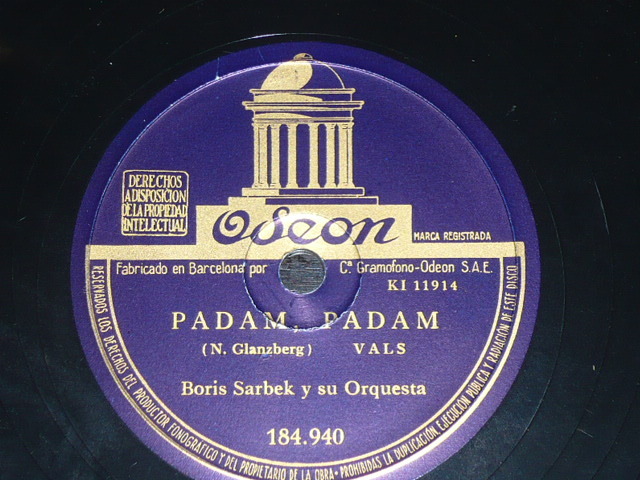 DERECHOS
A DISPOSICION
DE LA PROPIEDAD
INTELECTUAL
Odeon
MARCA REGISTRADA
Fabricado en Barcelona por Cª Gramofono-Odeon S.A.E.
KI 11914
PADAM, PADAM
(N. Glanzberg) VALS
Boris Sarbek y su Orquesta
184.940
RESERVADOS LOS DERECHOS DEL PRODUCTOR FONOGRAFICO Y DEL PROPIETARIO DE LA OBRA • PROHIBIDAS LA DUPLICACION, EJECUCION PÚBLICA Y RADIACIÓN DE ESTE DISCO